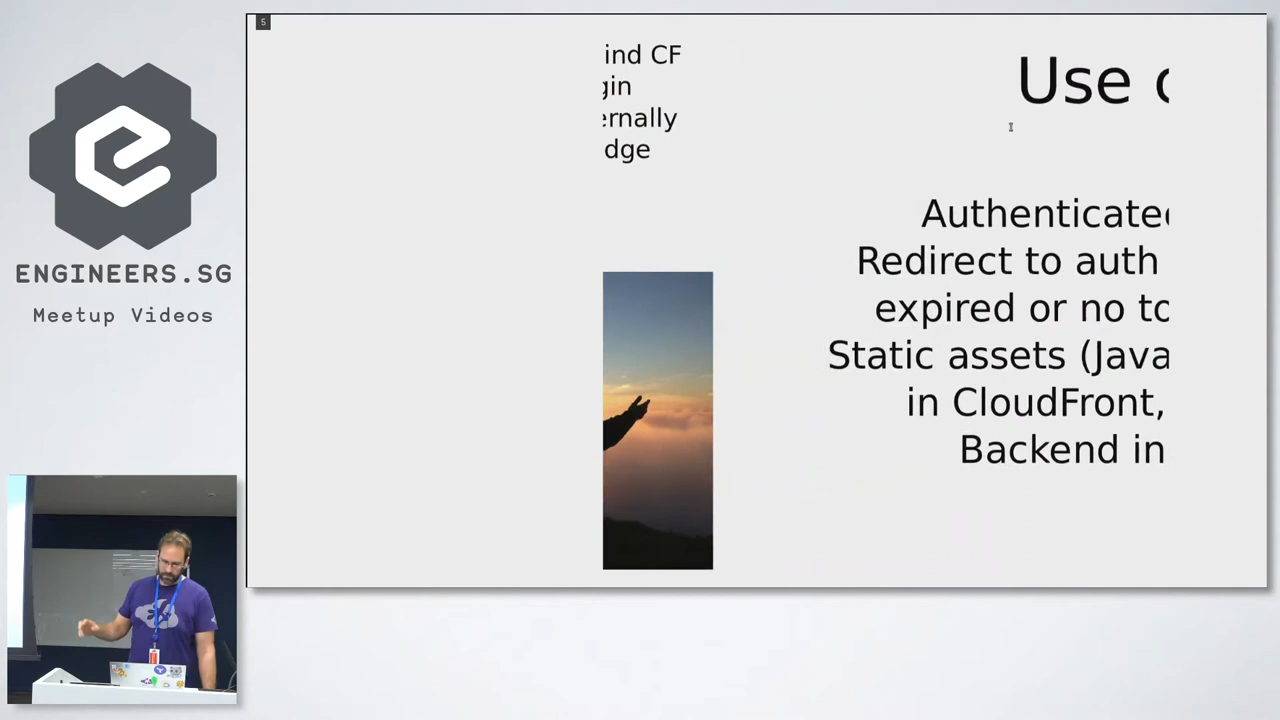 5
ind CF
gin
ernally
dge
Use
Authenticated
Redirect to auth
expired or no to
Static assets (Java
in CloudFront,
Backend in
ENGINEERS.SG
Meetup Videos